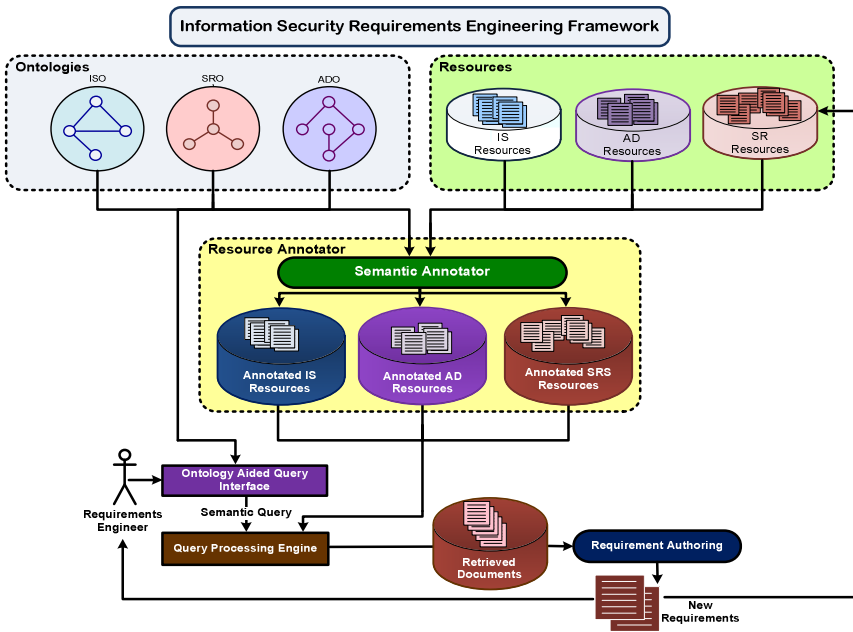 Information Security Requirements Engineering Framework
Ontologies
ISO
SRO
ADO
Resources
IS
Resources
AD
Resources
SR
Resources
Resource Annotator
Semantic Annotator
Annotated IS
Resources
Annotated AD
Resources
Annotated SRS
Resources
Requirements
Engineer
Ontology Aided Query
Interface
Semantic Query
Query Processing Engine
Retrieved
Documents
Requirement Authoring
New
Requirements